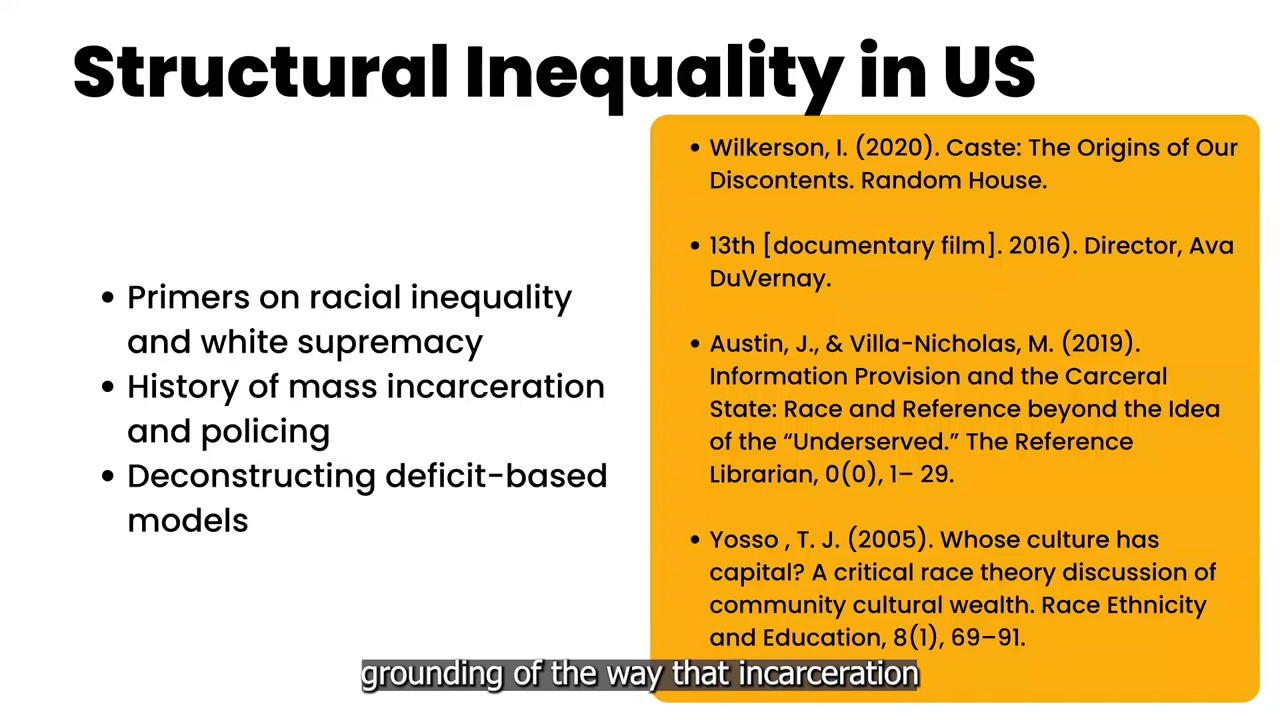 Structural Inequality in US
• Primers on racial inequality
and white supremacy
• History of mass incarceration
and policing
• Deconstructing deficit-based
models
• Wilkerson, I. (2020). Caste: The Origins of Our
Discontents. Random House.
• 13th [documentary film]. 2016). Director, Ava
DuVernay.
• Austin, J., & Villa-Nicholas, M. (2019).
Information Provision and the Carceral
State: Race and Reference beyond the Idea
of the “Underserved.” The Reference
Librarian, 0(0), 1– 29.
• Yosso , T. J. (2005). Whose culture has
capital? A critical race theory discussion of
community cultural wealth. Race Ethnicity
and Education, 8(1), 69–91.
grounding of the way that incarceration